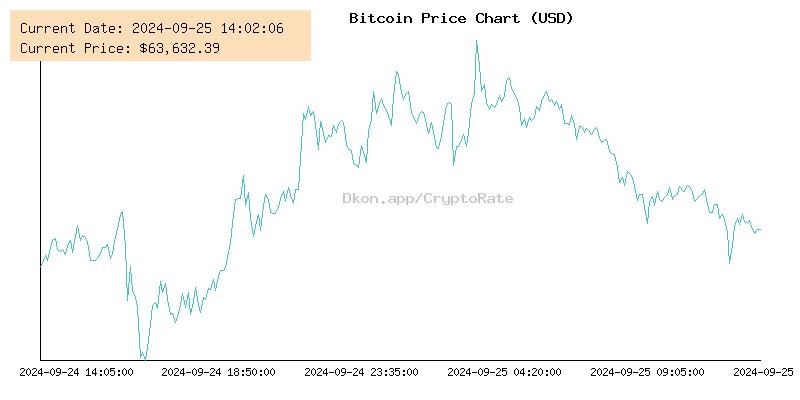 Bitcoin Price Chart (USD)
Current Date: 2024-09-25 14:02:06
Current Price: $63,632.39
Dkon.app/CryptoRate
2024-09-24 14:05:00 2024-09-24 18:50:00 2024-09-24 23:35:00 2024-09-25 04:20:00 2024-09-25 09:05:00 2024-09-25